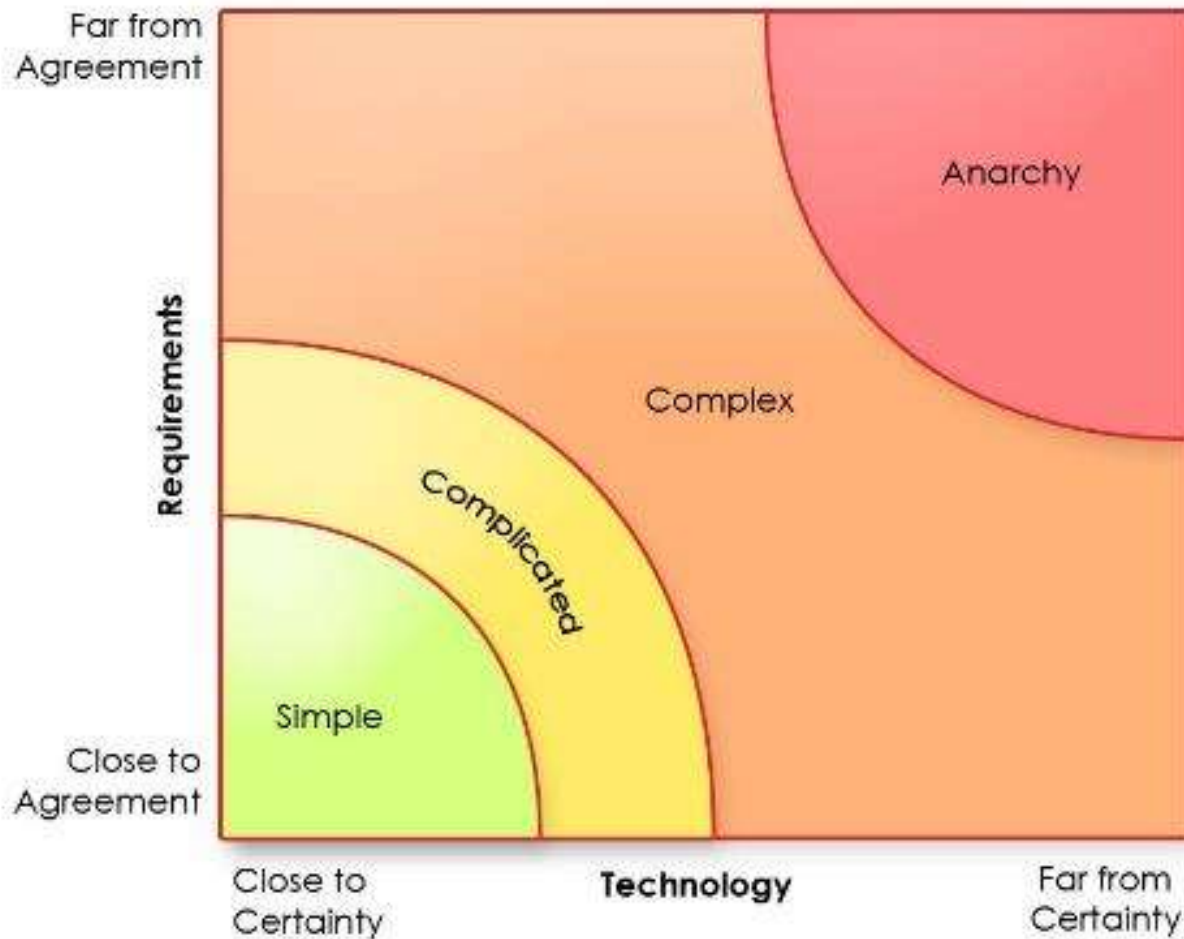 Far from
Agreement
Anarchy
Requirements
Complex
Complicated
Simple
Close to
Agreement
Close to
Certainty
Technology
Far from
Certainty